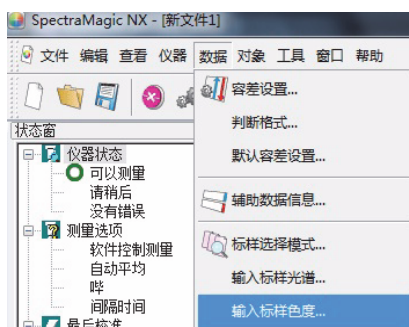 SpectraMagic NX - [新文件1]
文件 编辑 查看 仪器 数据 对象 工具 窗口 帮助
容差设置...
判断格式...
默认容差设置...
辅助数据信息...
标样选择模式...
输入标样光谱...
输入标样色度...
状态窗
仪器状态
可以测量
请稍后
没有错误
测量选项
软件控制测量
自动平均
哔
间隔时间
最后校准